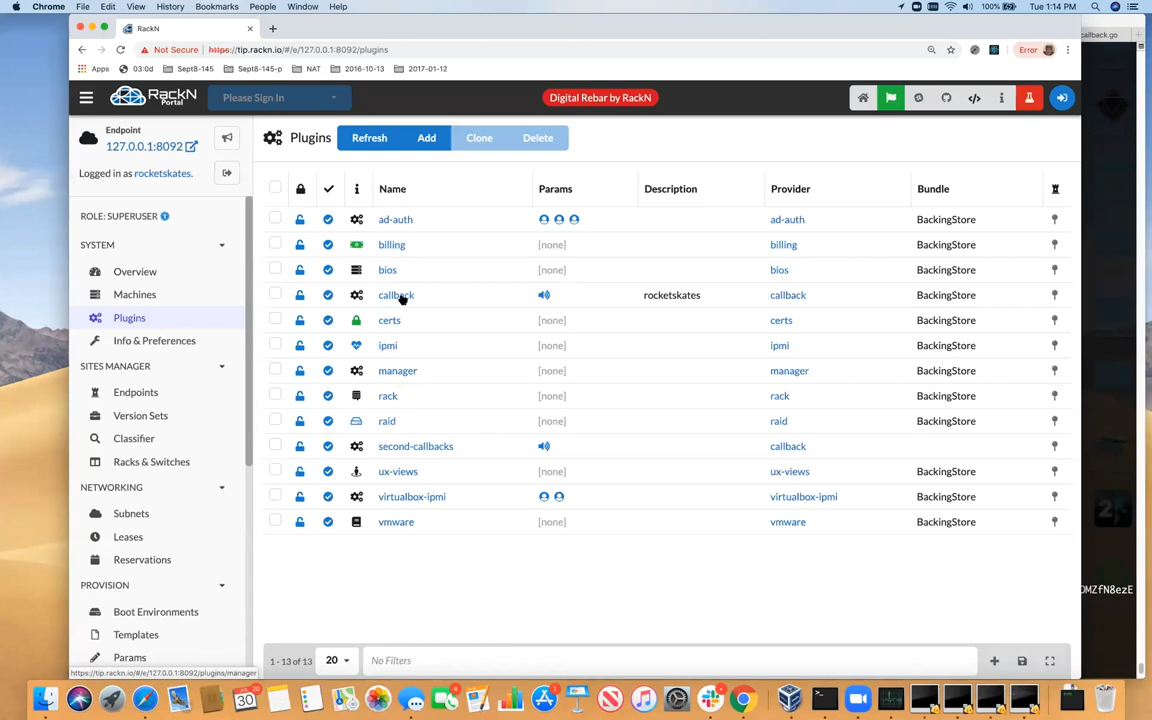 Chrome File Edit View History Bookmarks People Window Help 100% Tue 1:14 PM
RackN
callback.go
Not Secure https://tip.rackn.io/#/e/127.0.0.1:8092/plugins Error
Apps 03:0d Sept8-145 Sept8-145-p NAT 2016-10-13 2017-01-12
RackN Portal Please Sign In Digital Rebar by RackN
Endpoint
127.0.0.1:8092
Logged in as rocketskates.
Plugins Refresh Add Clone Delete
Name Params Description Provider Bundle
ad-auth ad-auth BackingStore
billing [none] billing BackingStore
bios [none] bios BackingStore
callback rocketskates callback BackingStore
certs [none] certs BackingStore
ipmi [none] ipmi BackingStore
manager [none] manager BackingStore
rack [none] rack BackingStore
raid [none] raid BackingStore
second-callbacks callback
ux-views [none] ux-views BackingStore
virtualbox-ipmi virtualbox-ipmi BackingStore
vmware [none] vmware BackingStore
ROLE: SUPERUSER
SYSTEM
Overview
Machines
Plugins
Info & Preferences
SITES MANAGER
Endpoints
Version Sets
Classifier
Racks & Switches
NETWORKING
Subnets
Leases
Reservations
PROVISION
Boot Environments
Templates
Params
1 - 13 of 13 20 No Filters
https://tip.rackn.io/#/e/127.0.0.1:8092/plugins/manager
DMZfN8ezE
30